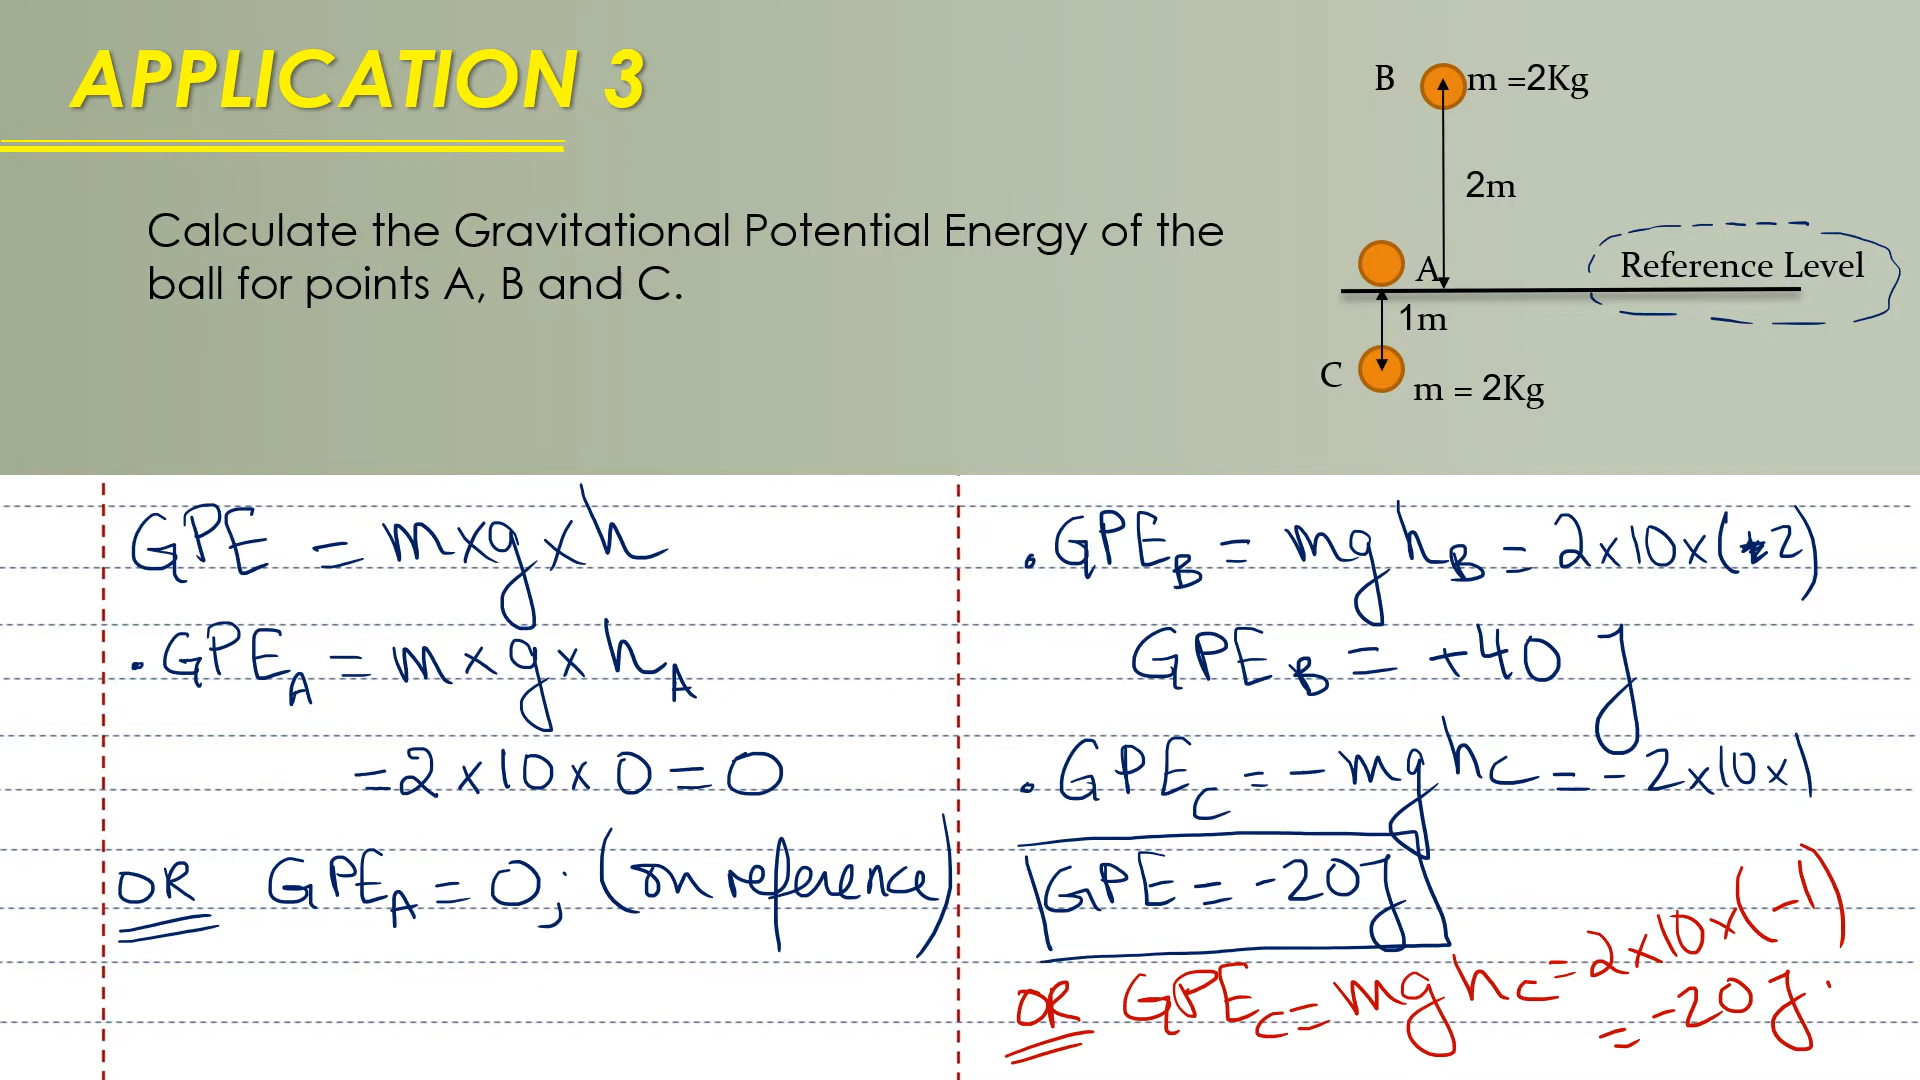 APPLICATION 3
Calculate the Gravitational Potential Energy of the
ball for points A, B and C.
B m =2Kg
2m
A
Reference Level
1m
C
m = 2Kg
GPE = m×g×h
. GPE_A = m×g×h_A
= 2×10×0 = 0
OR GPE_A = 0; (on reference)
. GPE_B = mgh_B = 2×10×(+2)
GPE_B = +40 J
. GPE_C = -mgh_C = -2×10×1
GPE = -20J
OR GPE_C = mgh_C = 2×10×(-1)
= -20J.